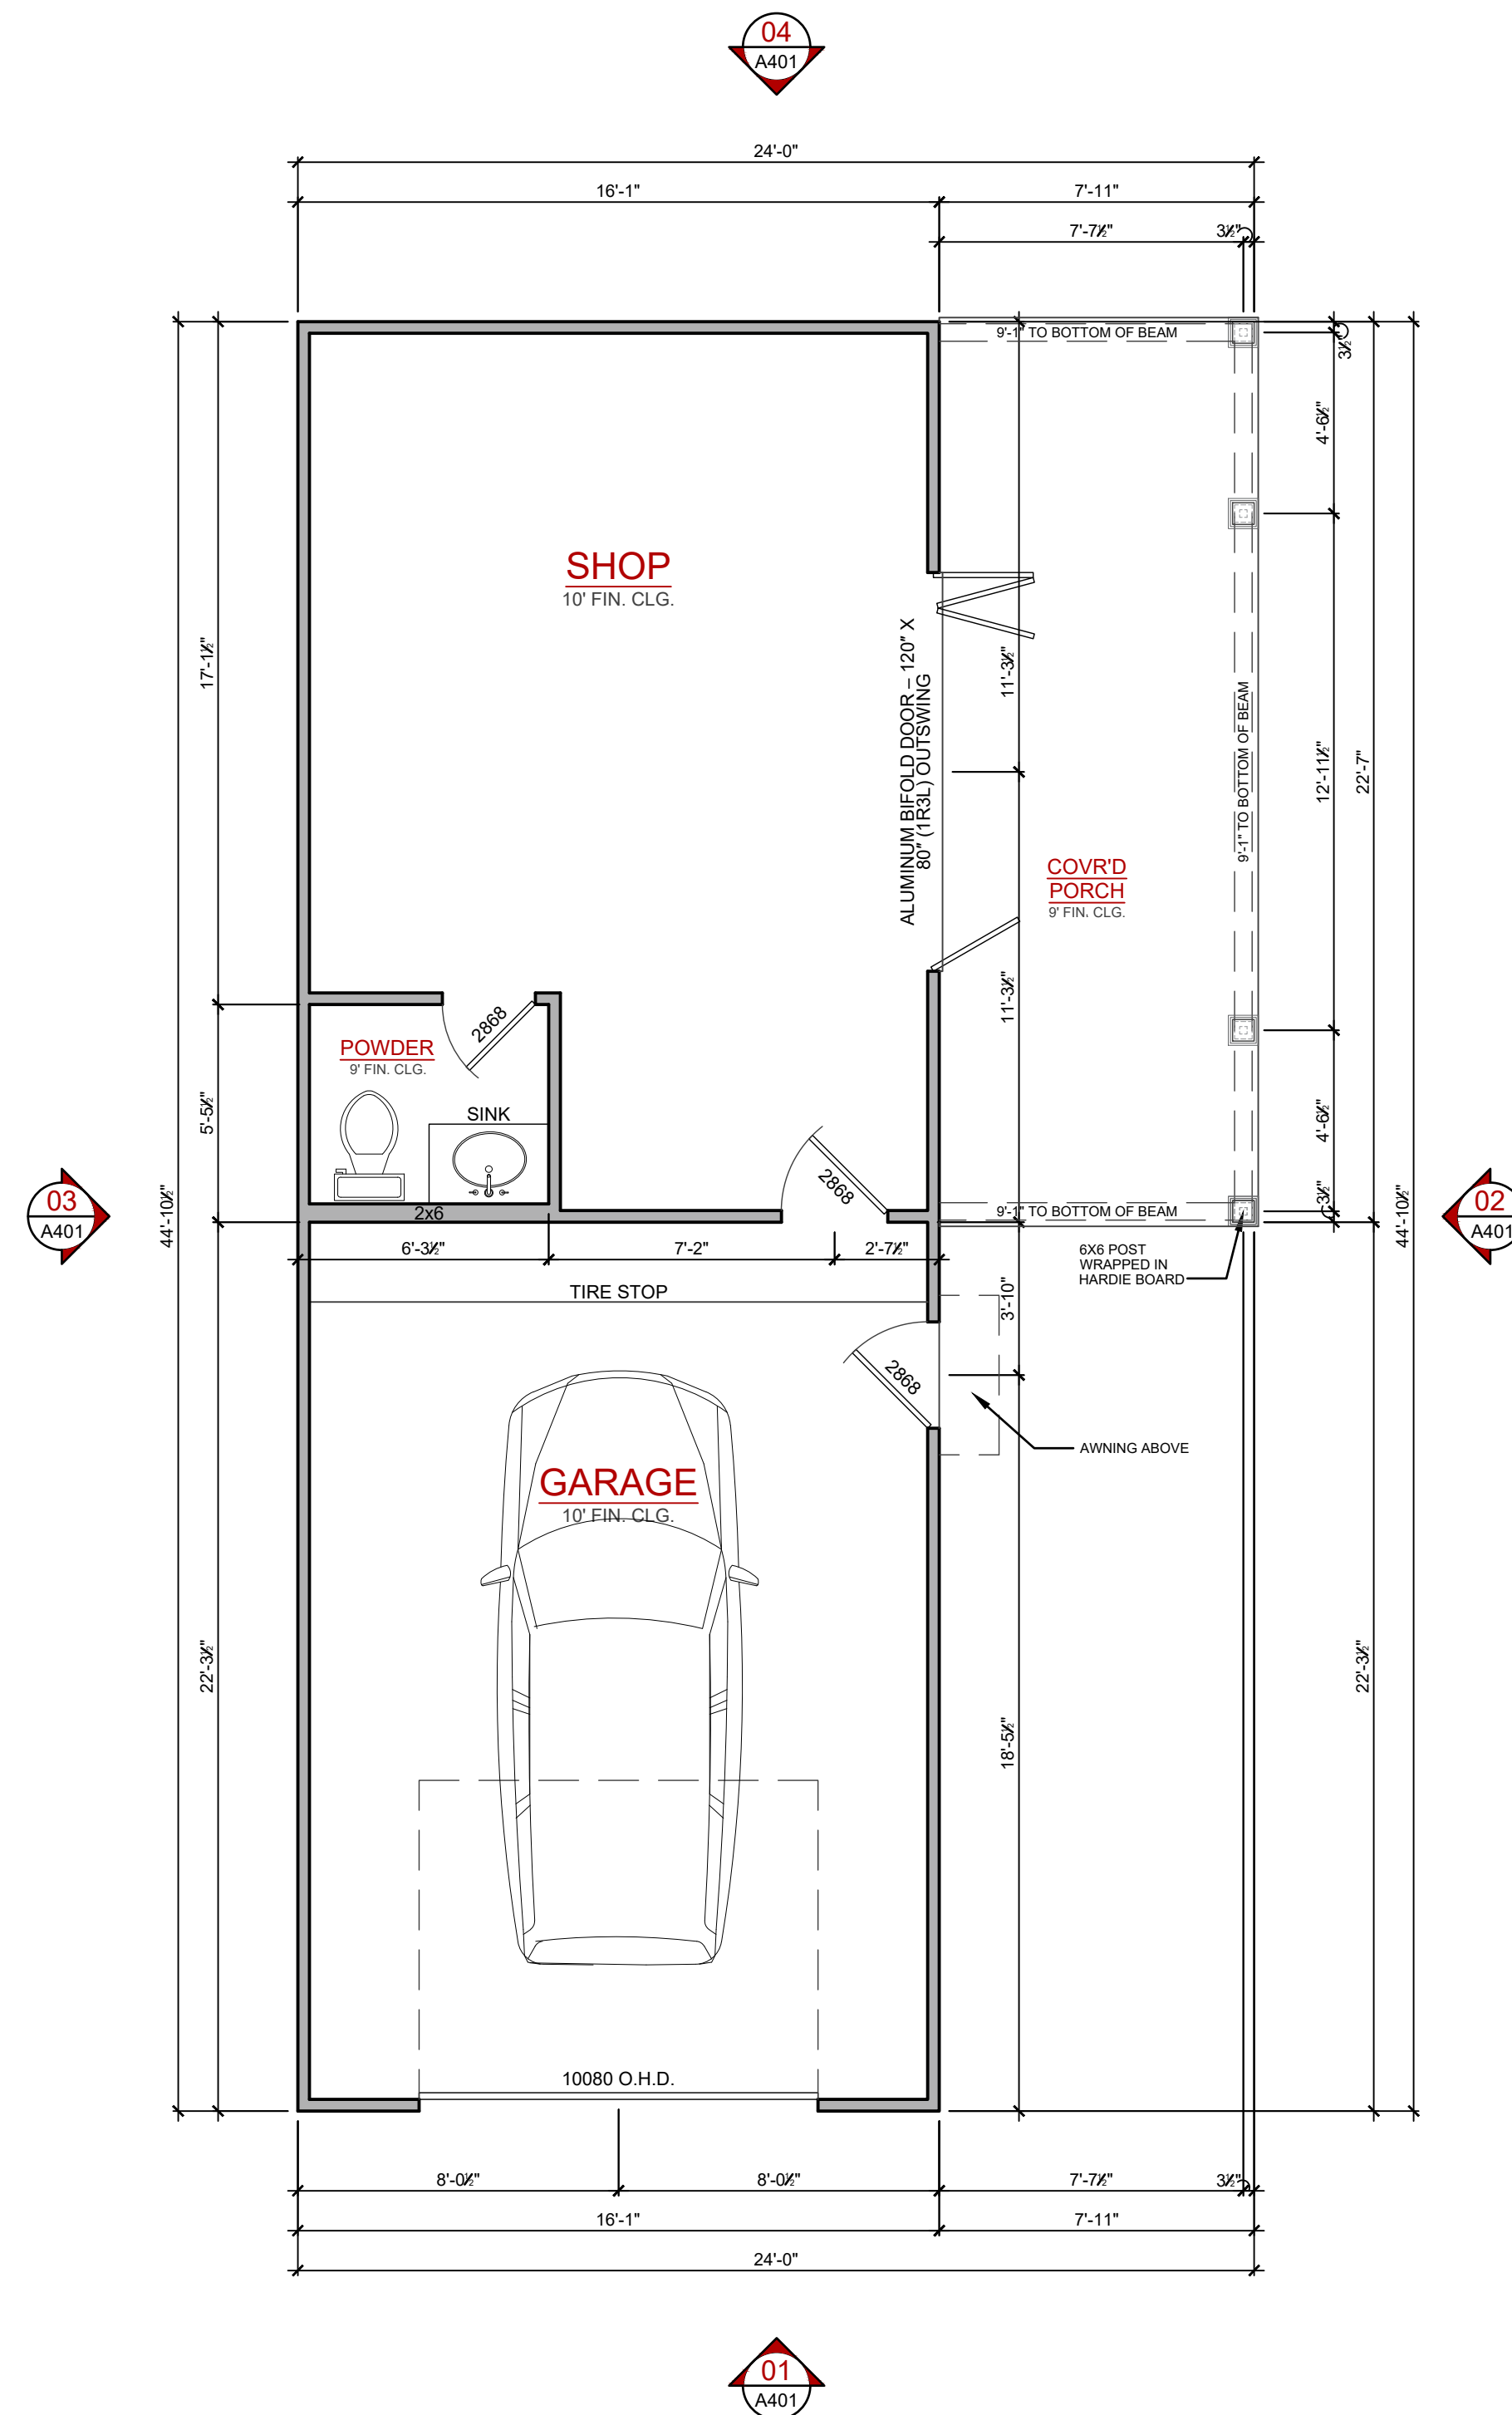 04
A401
24'-0"
16'-1"
7'-11"
7'-7½"
3½"
9'-1" TO BOTTOM OF BEAM
3½"
4'-6½"
SHOP
10' FIN. CLG.
17'-1½"
ALUMINUM BIFOLD DOOR – 120" X
80" (1R3L) OUTSWING
11'-3½"
9'-1" TO BOTTOM OF BEAM
12'-11½"
22'-7"
COVR'D
PORCH
9' FIN. CLG.
11'-3½"
2868
POWDER
9' FIN. CLG.
SINK
5'-5½"
4'-6½"
2868
03
A401
44'-10½"
2x6
9'-1" TO BOTTOM OF BEAM
3½"
44'-10½"
02
A401
6'-3½"
7'-2"
2'-7½"
6X6 POST
WRAPPED IN
HARDIE BOARD
TIRE STOP
3'-10"
2868
AWNING ABOVE
GARAGE
10' FIN. CLG.
22'-3½"
22'-3½"
18'-5½"
10080 O.H.D.
8'-0½"
8'-0½"
7'-7½"
3½"
16'-1"
7'-11"
24'-0"
01
A401